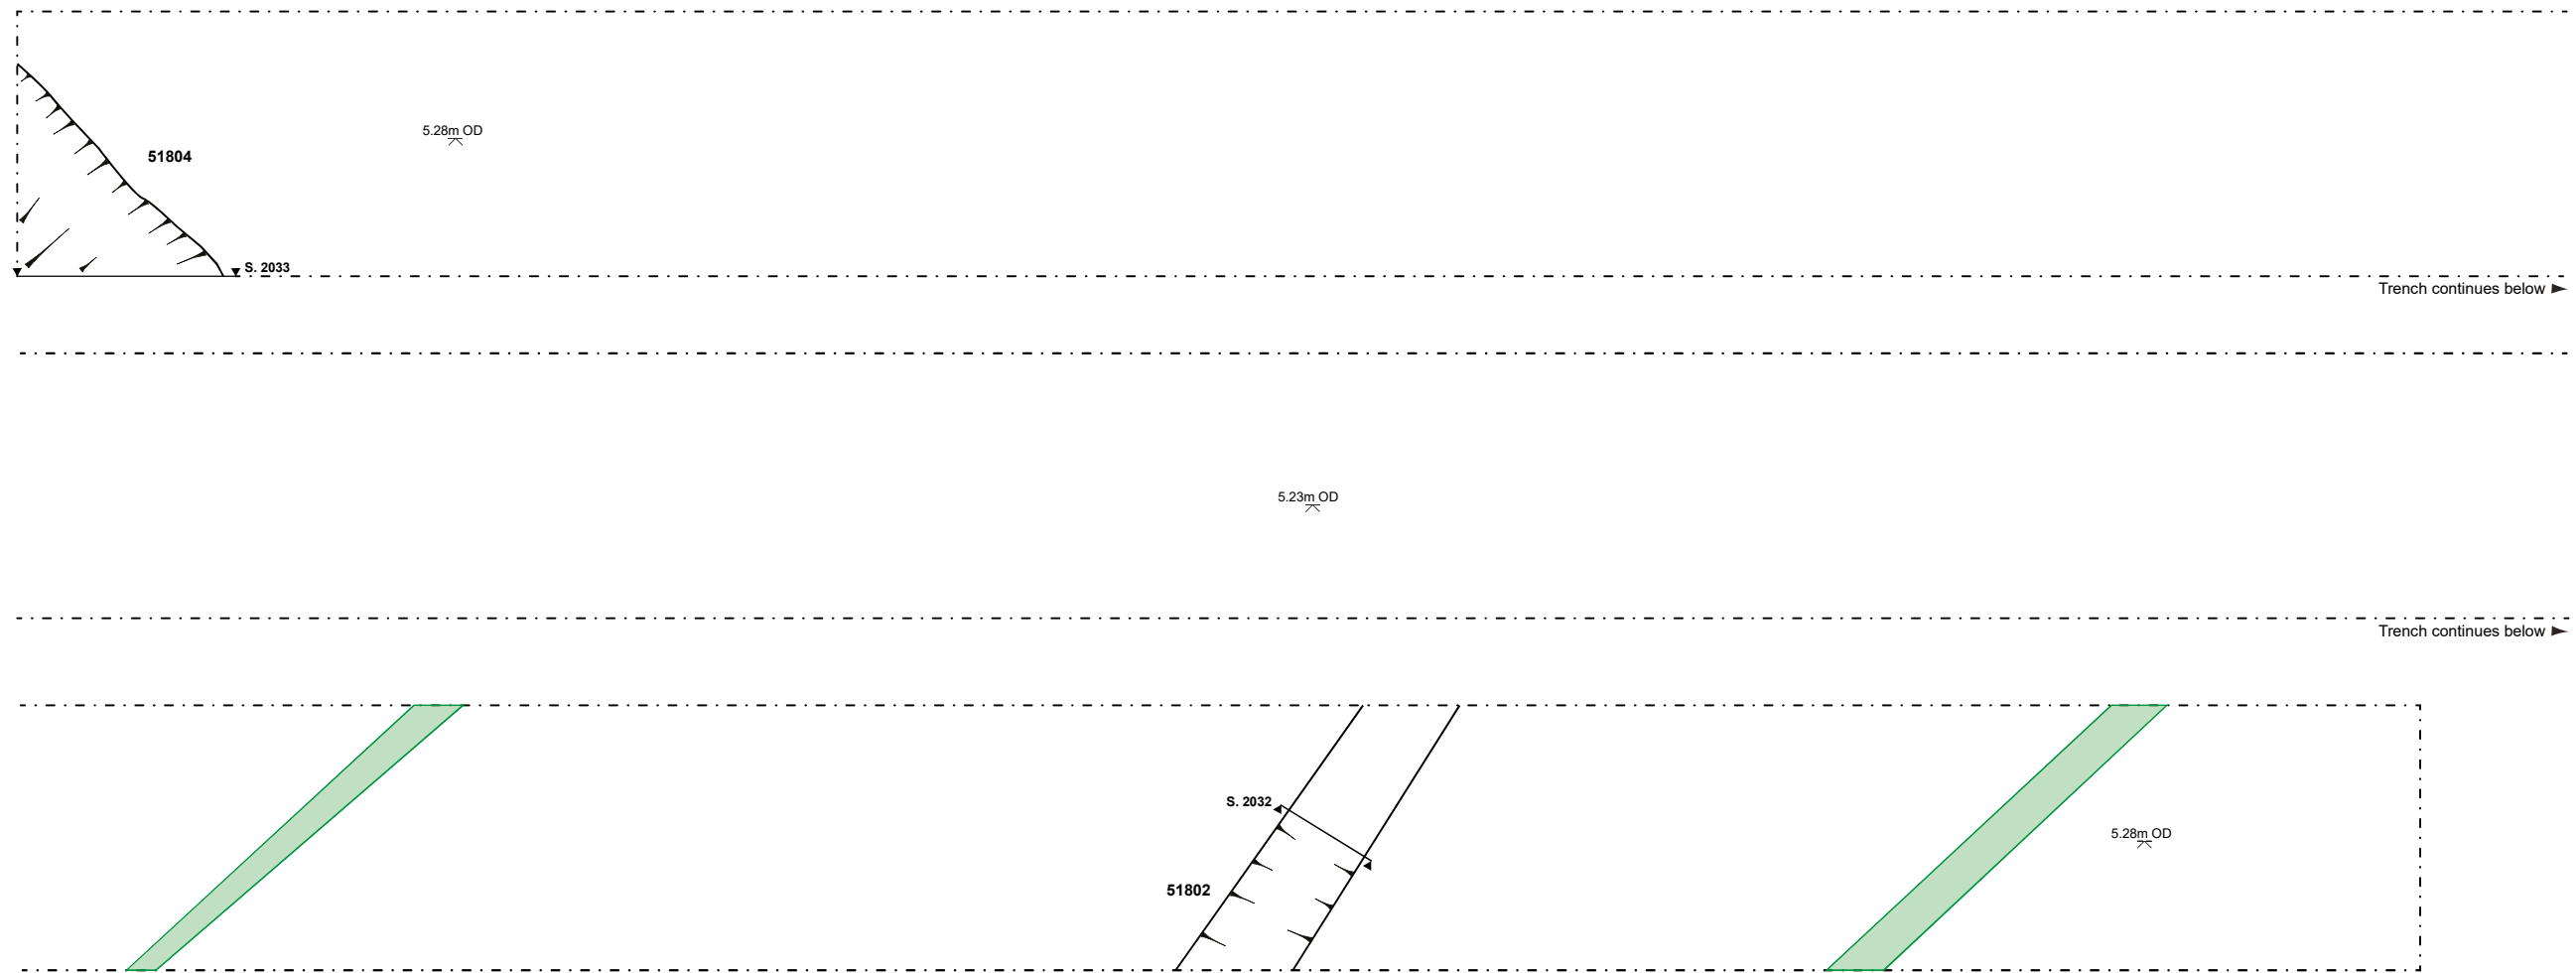 5.28m OD
51804
S. 2033
Trench continues below
5.23m OD
Trench continues below
S. 2032
5.28m OD
51802